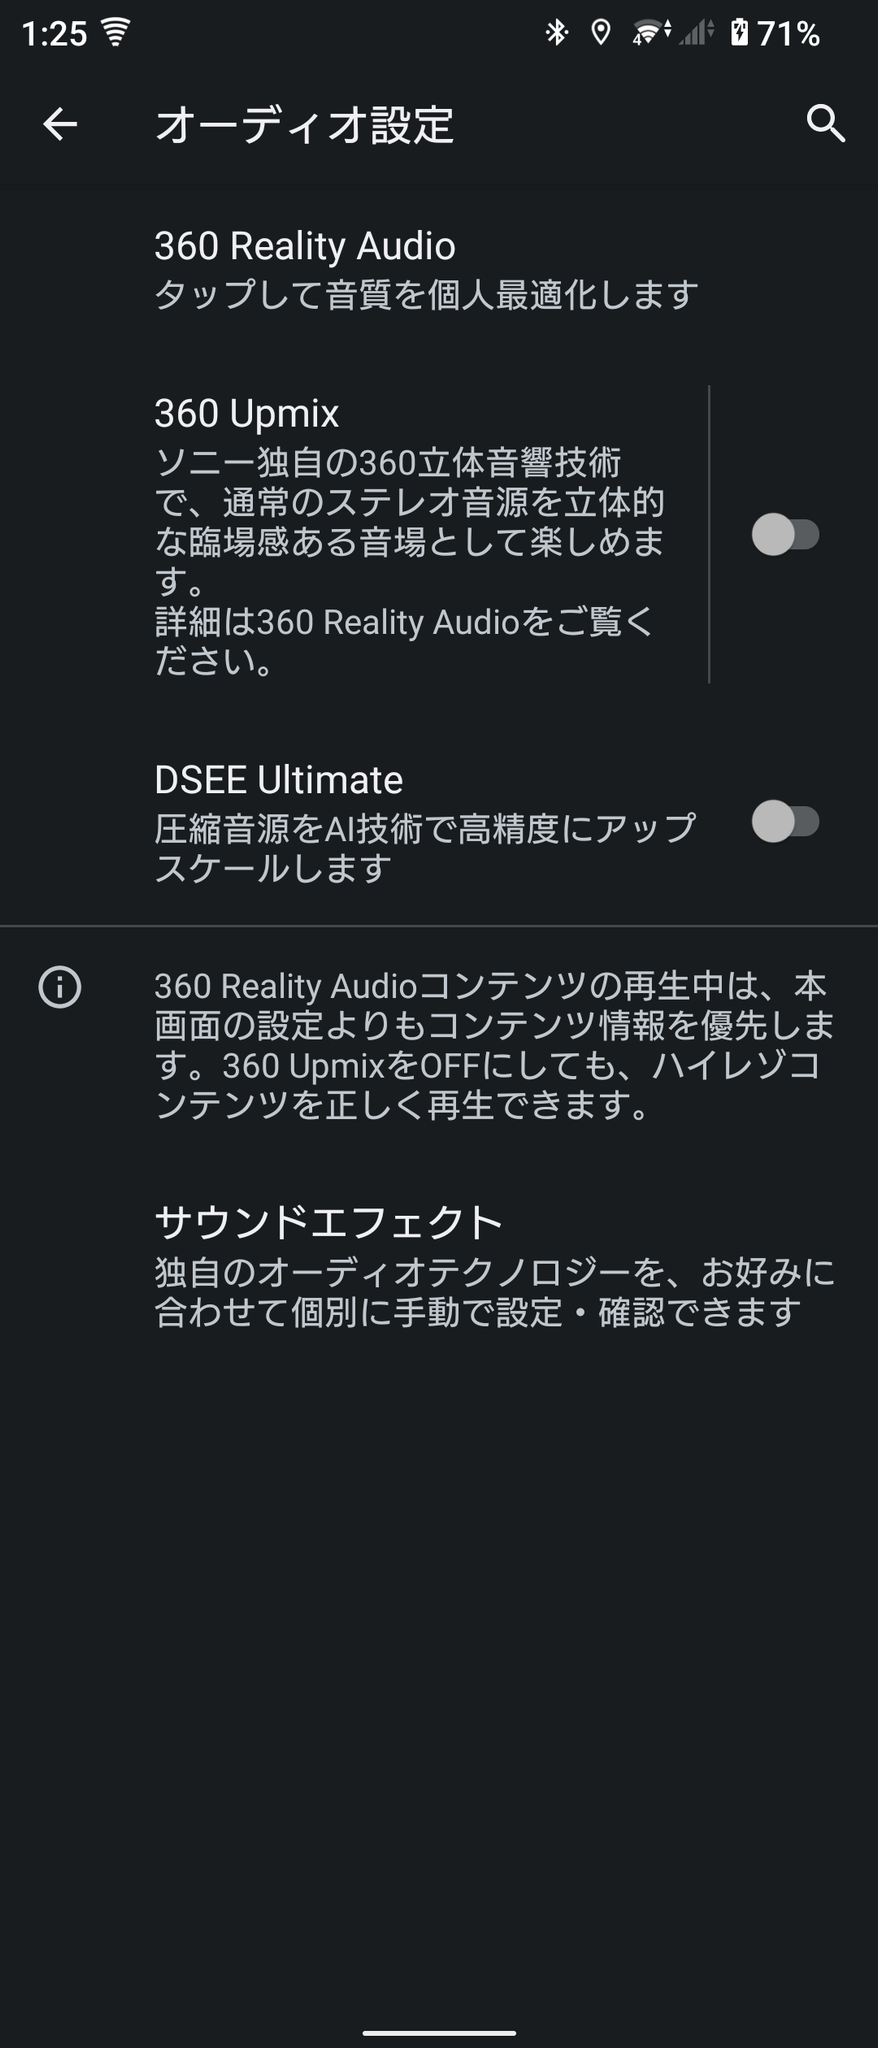 1:25 71%
オーディオ設定
360 Reality Audio
タップして音質を個人最適化します
360 Upmix
ソニー独自の360立体音響技術
で、通常のステレオ音源を立体的
な臨場感ある音場として楽しめま
す。
詳細は360 Reality Audioをご覧く
ださい。
DSEE Ultimate
圧縮音源をAI技術で高精度にアップ
スケールします
360 Reality Audioコンテンツの再生中は、本
画面の設定よりもコンテンツ情報を優先しま
す。360 UpmixをOFFにしても、ハイレゾコ
ンテンツを正しく再生できます。
サウンドエフェクト
独自のオーディオテクノロジーを、お好みに
合わせて個別に手動で設定・確認できます